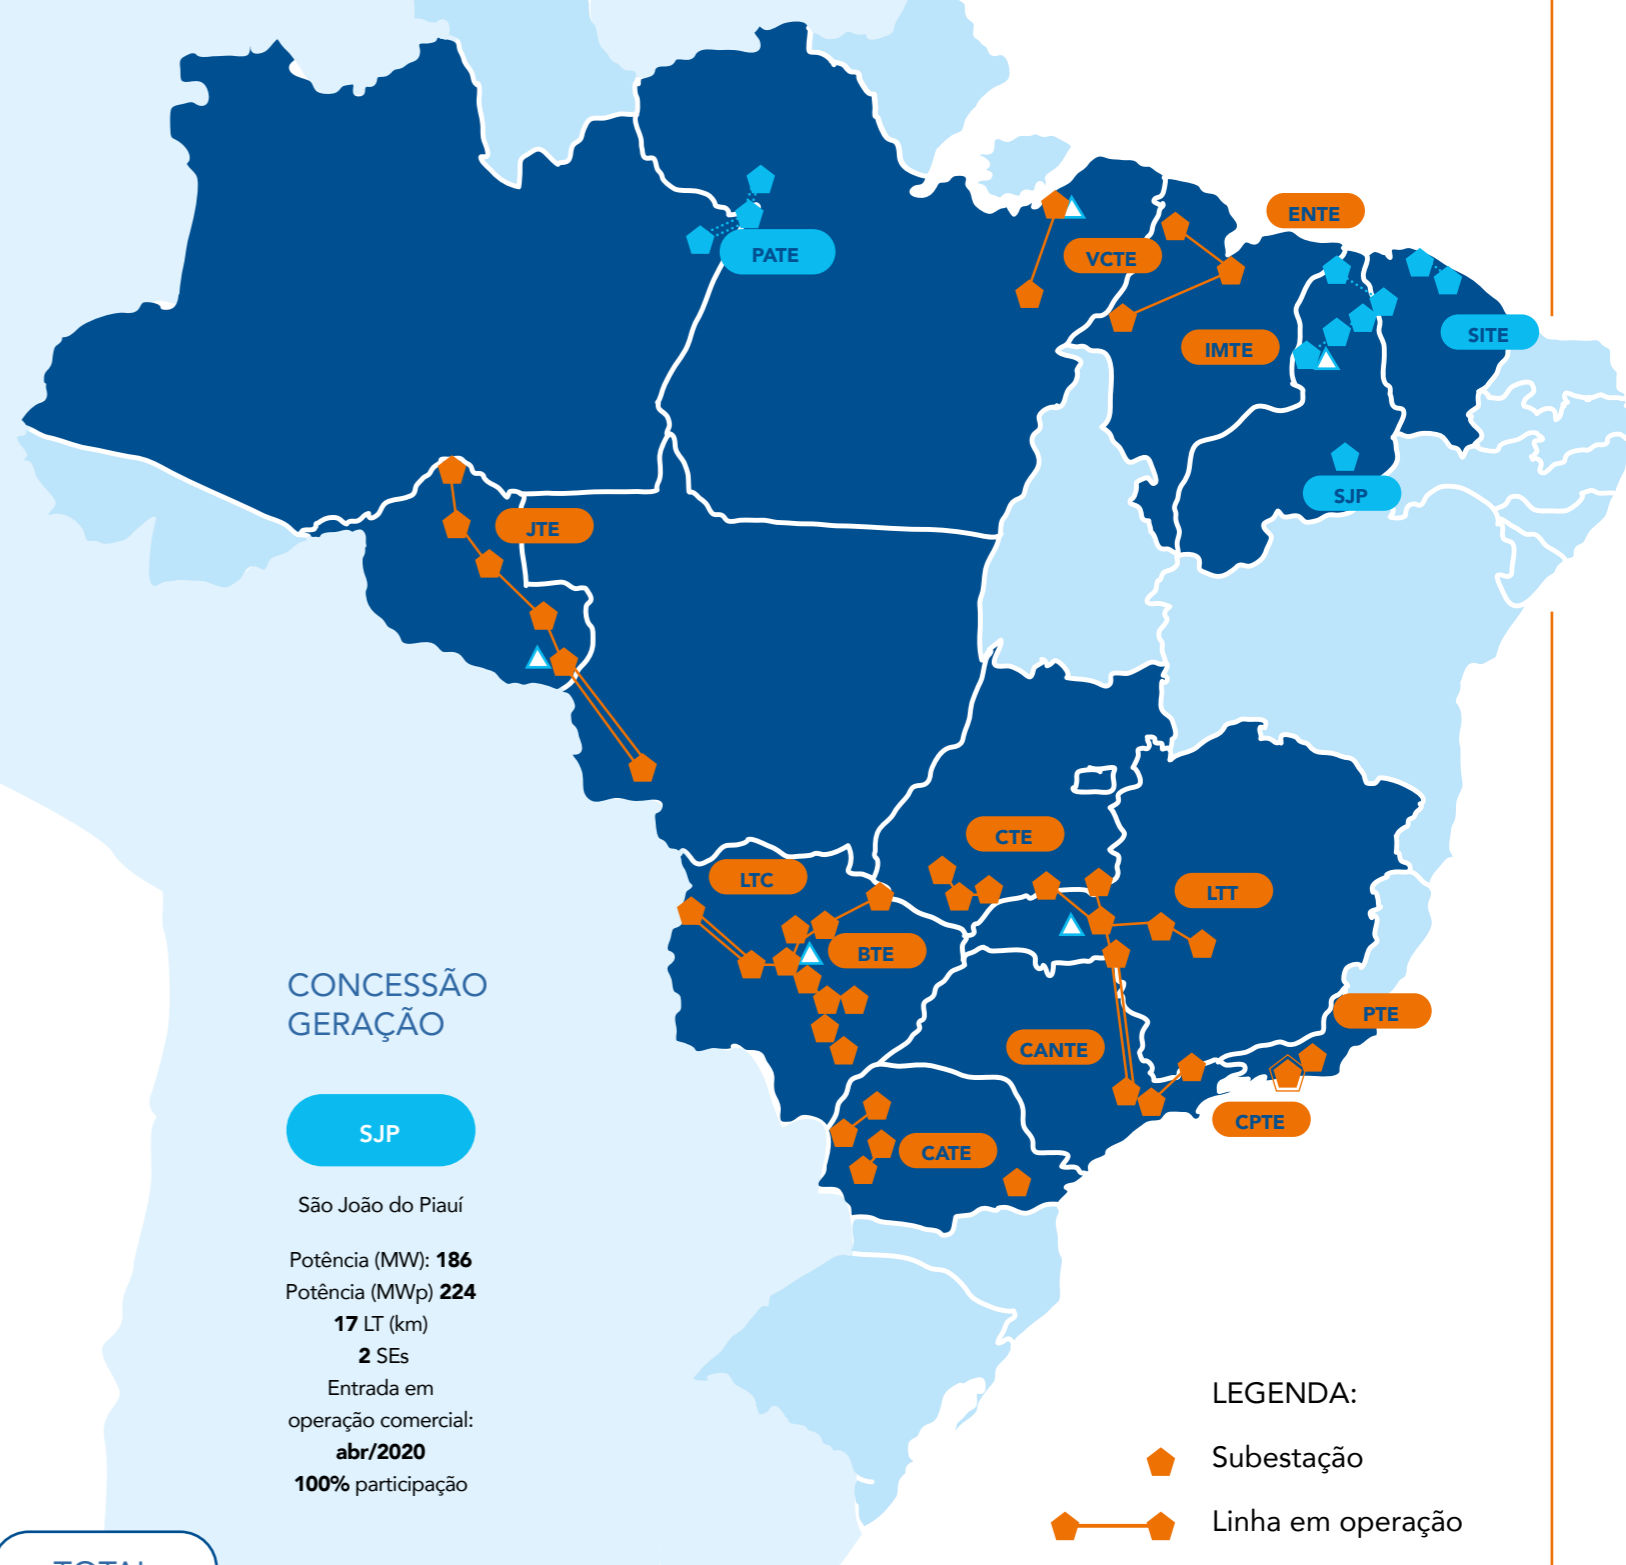 ENTE
PATE
VCTE
SITE
IMTE
SJP
JTE
CTE
LTC
LTT
BTE
PTE
CANTE
CPTE
CATE
CONCESSÃO
GERAÇÃO
SJP
São João do Piauí
Potência (MW): 186
Potência (MWp) 224
17 LT (km)
2 SEs
Entrada em
operação comercial:
abr/2020
100% participação
LEGENDA:
Subestação
Linha em operação